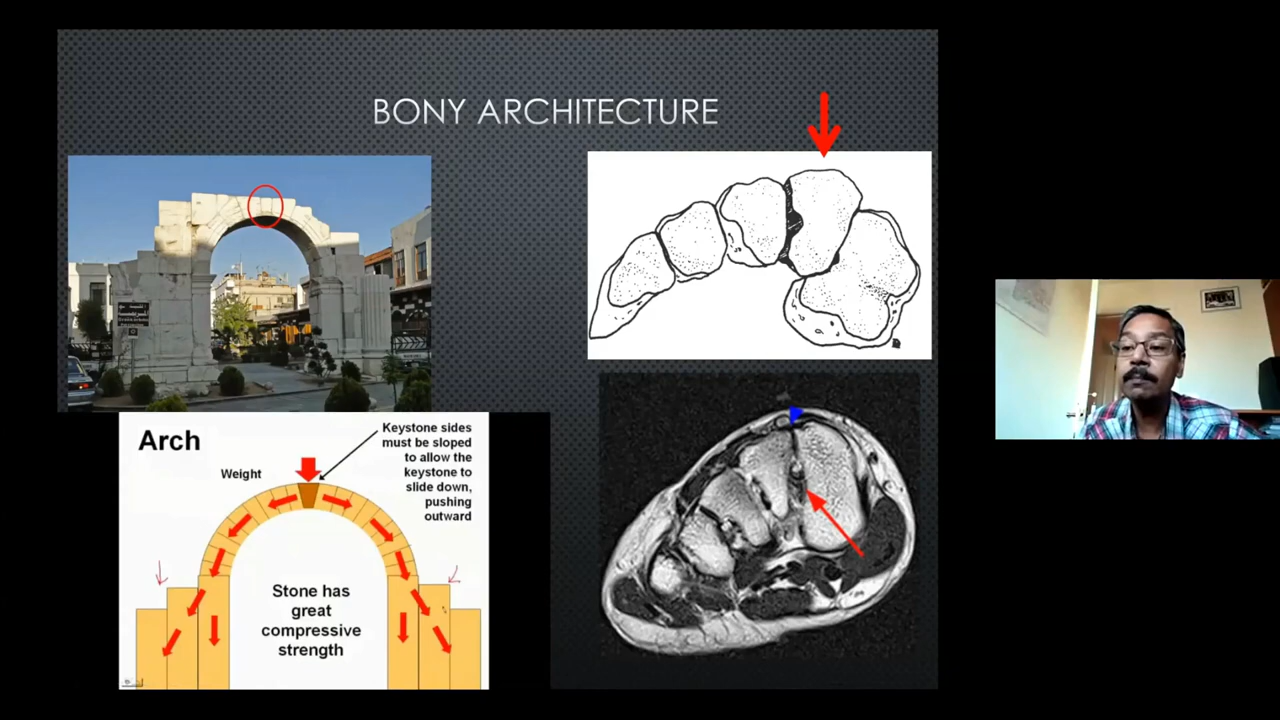 BONY ARCHITECTURE
Arch
Weight
Keystone sides
must be sloped
to allow the
keystone to
slide down,
pushing
outward
Stone has
great
compressive
strength